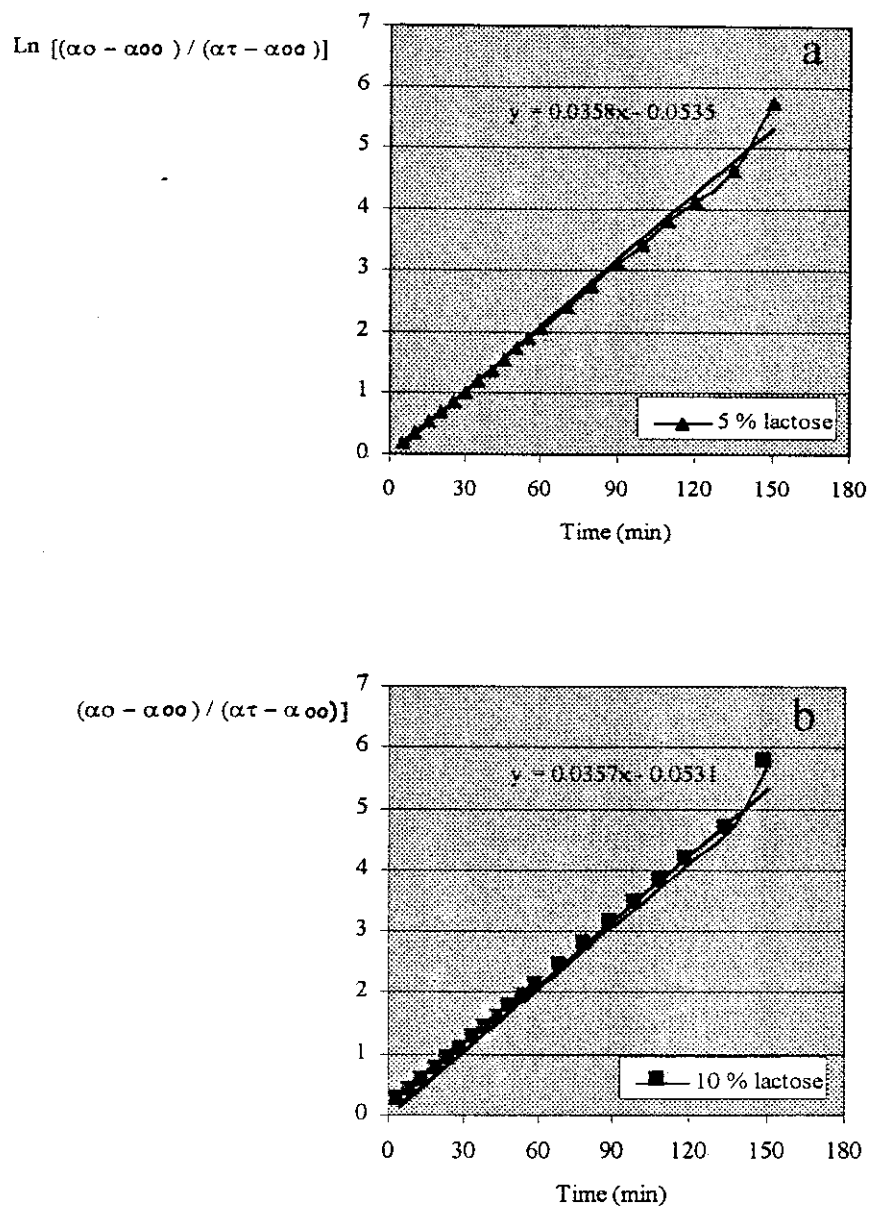 Ln [(αo - αoo ) / (ατ - αoo )]
7
6
5
4
3
2
1
0
a
y = 0.0358x - 0.0535
5 % lactose
0 30 60 90 120 150 180
Time (min)
(αo - αoo ) / (ατ - αoo)]
7
6
5
4
3
2
1
0
b
y = 0.0357x - 0.0531
10 % lactose
0 30 60 90 120 150 180
Time (min)